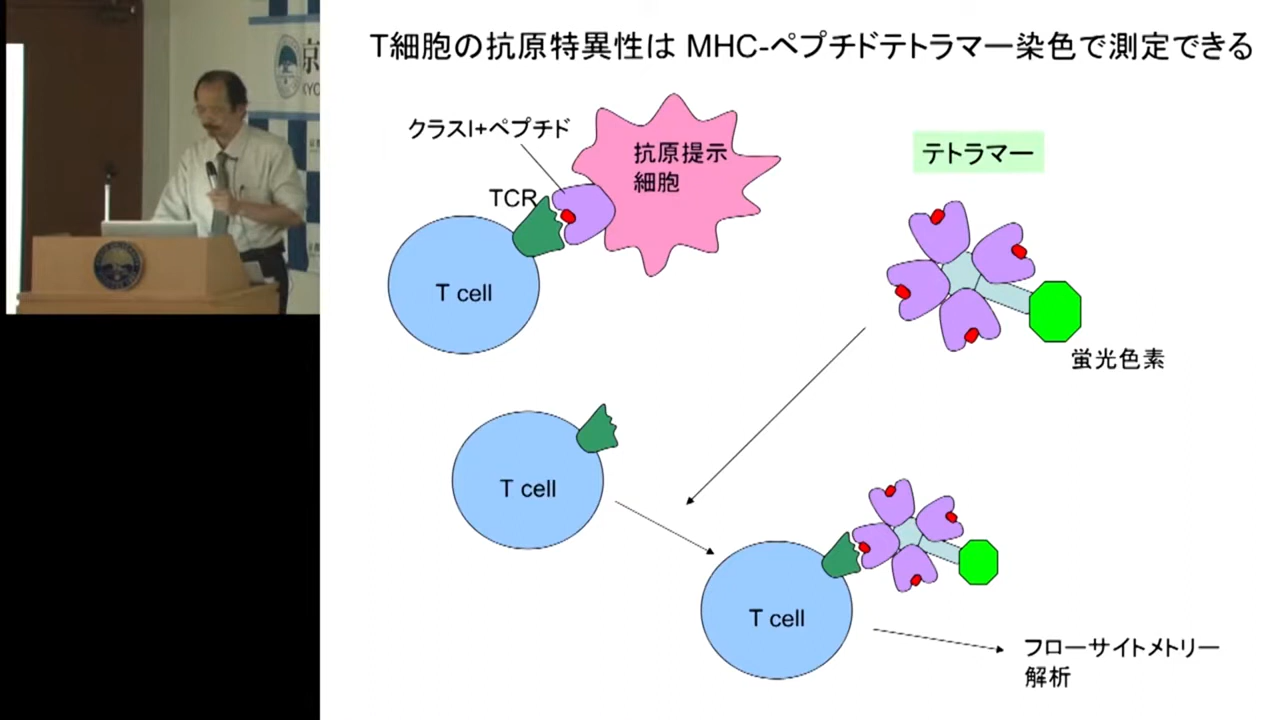 T細胞の抗原特異性は MHC-ペプチドテトラマー染色で測定できる
クラスI+ペプチド
抗原提示
細胞
テトラマー
TCR
T cell
蛍光色素
T cell
T cell
フローサイトメトリー
解析
京
KYO